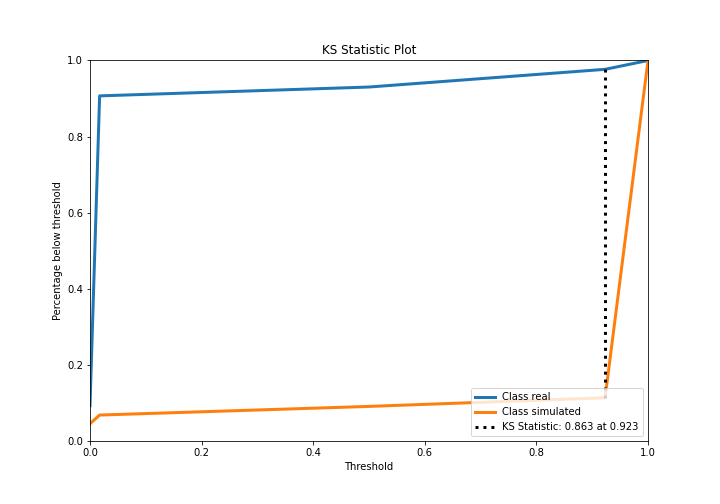 KS Statistic Plot
1.0
0.8
0.6
0.4
0.2
0.0
Percentage below threshold
0.0 0.2 0.4 0.6 0.8 1.0
Threshold
Class real
Class simulated
KS Statistic: 0.863 at 0.923